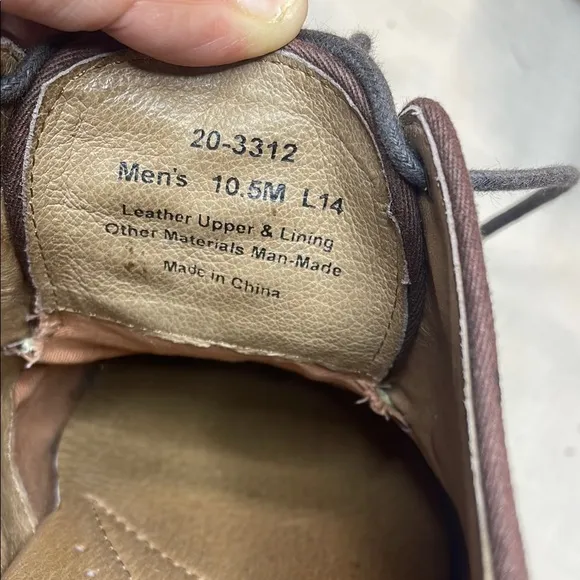 20-3312
Men's 10.5M L14
Leather Upper & Lining
Other Materials Man-Made
Made in China